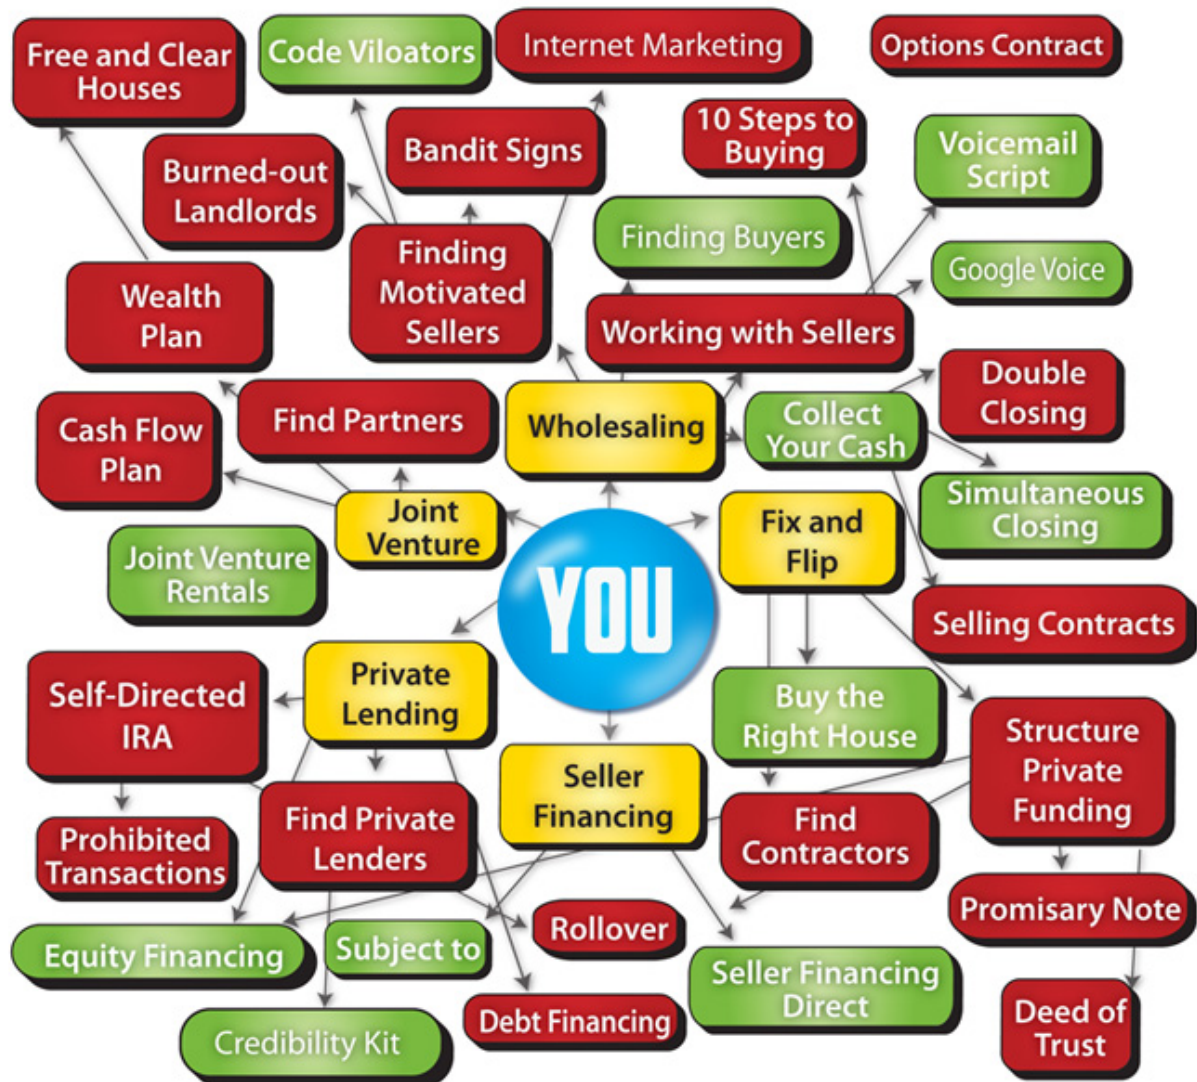 Free and Clear
Houses
Code Viloators
Internet Marketing
Options Contract
Burned-out
Landlords
Bandit Signs
10 Steps to
Buying
Voicemail
Script
Finding Buyers
Google Voice
Wealth
Plan
Finding
Motivated
Sellers
Working with Sellers
Double
Closing
Cash Flow
Plan
Find Partners
Wholesaling
Collect
Your Cash
Simultaneous
Closing
Joint
Venture
Fix and
Flip
Joint Venture
Rentals
YOU
Selling Contracts
Self-Directed
IRA
Private
Lending
Buy the
Right House
Structure
Private
Funding
Seller
Financing
Prohibited
Transactions
Find Private
Lenders
Find
Contractors
Promisary Note
Equity Financing
Subject to
Rollover
Seller Financing
Direct
Credibility Kit
Debt Financing
Deed of
Trust